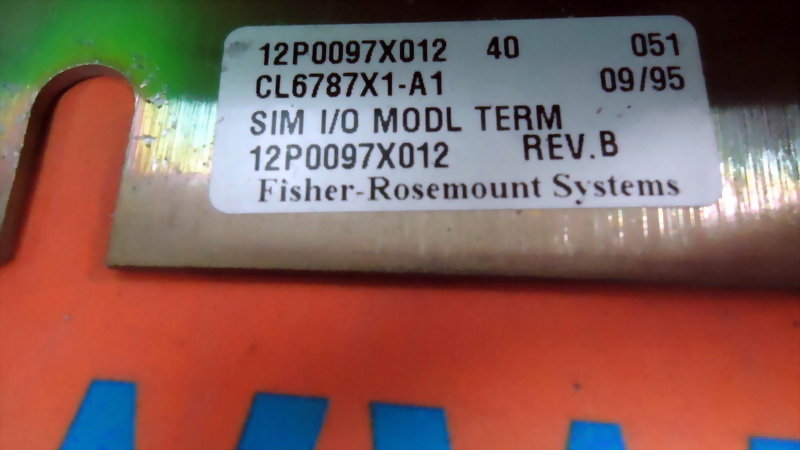 12P0097X012 40 051
CL6787X1-A1 09/95
SIM I/O MODL TERM
12P0097X012 REV.B
Fisher-Rosemount Systems